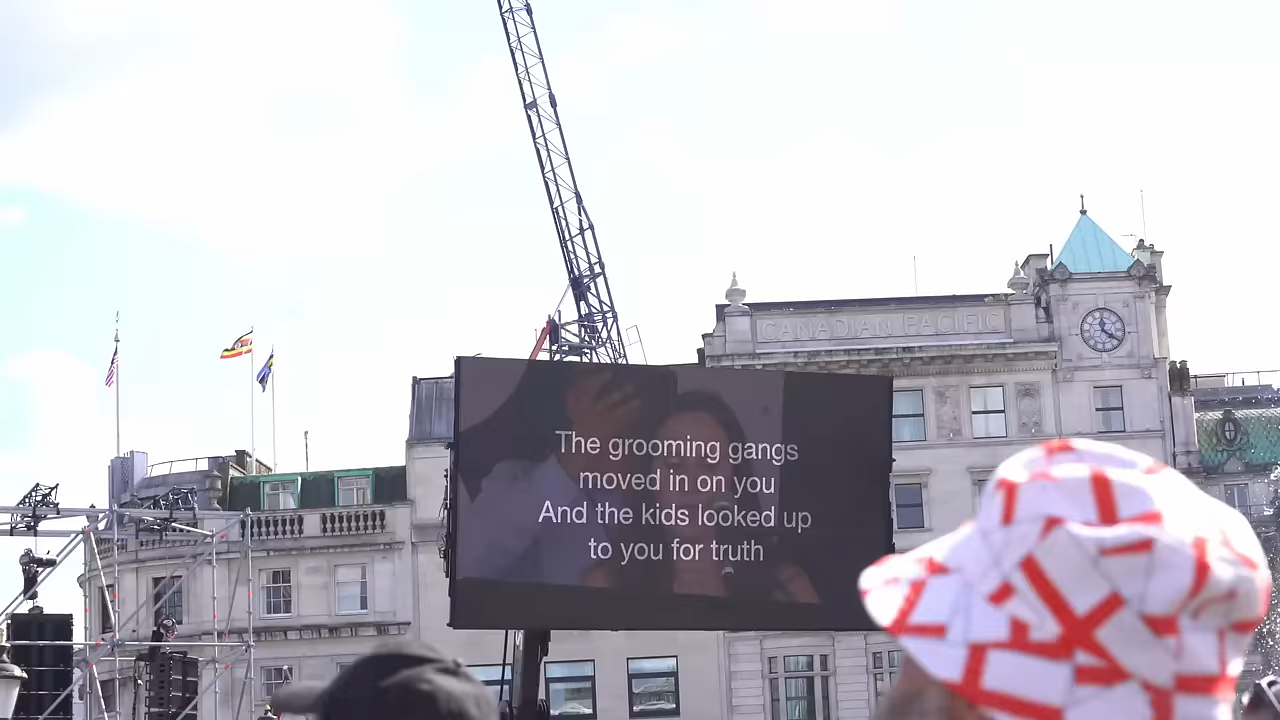 CANADIAN PACIFIC
The grooming gangs
moved in on you
And the kids looked up
to you for truth